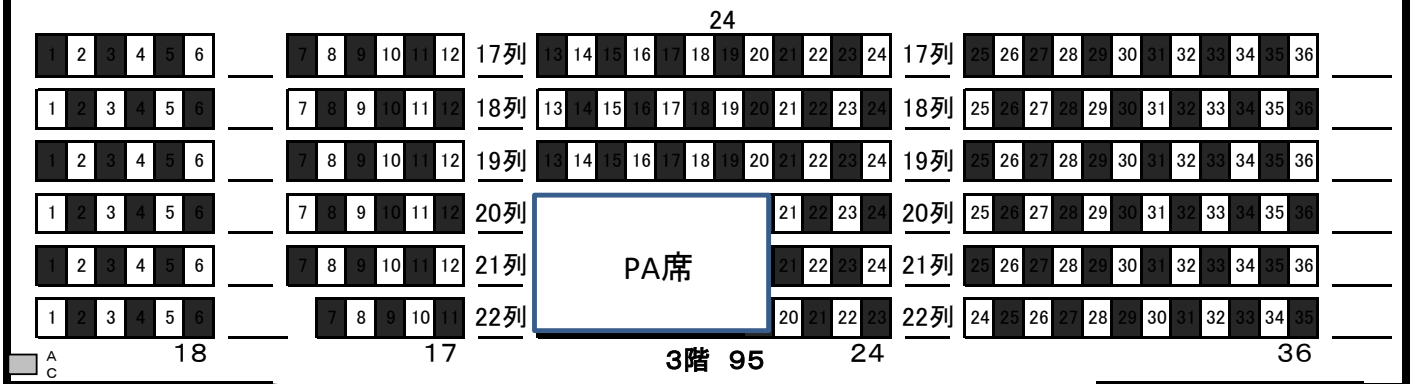 24
1 2 3 4 5 6 7 8 9 10 11 12 17列 13 14 15 16 17 18 19 20 21 22 23 24 17列 25 26 27 28 29 30 31 32 33 34 35 36
1 2 3 4 5 6 7 8 9 10 11 12 18列 13 14 15 16 17 18 19 20 21 22 23 24 18列 25 26 27 28 29 30 31 32 33 34 35 36
1 2 3 4 5 6 7 8 9 10 11 12 19列 13 14 15 16 17 18 19 20 21 22 23 24 19列 25 26 27 28 29 30 31 32 33 34 35 36
1 2 3 4 5 6 7 8 9 10 11 12 20列 21 22 23 24 20列 25 26 27 28 29 30 31 32 33 34 35 36
1 2 3 4 5 6 7 8 9 10 11 12 21列 PA席 21 22 23 24 21列 25 26 27 28 29 30 31 32 33 34 35 36
1 2 3 4 5 6 7 8 9 10 11 22列 20 21 22 23 22列 24 25 26 27 28 29 30 31 32 33 34 35
AC 18 17 3階 95 24 36